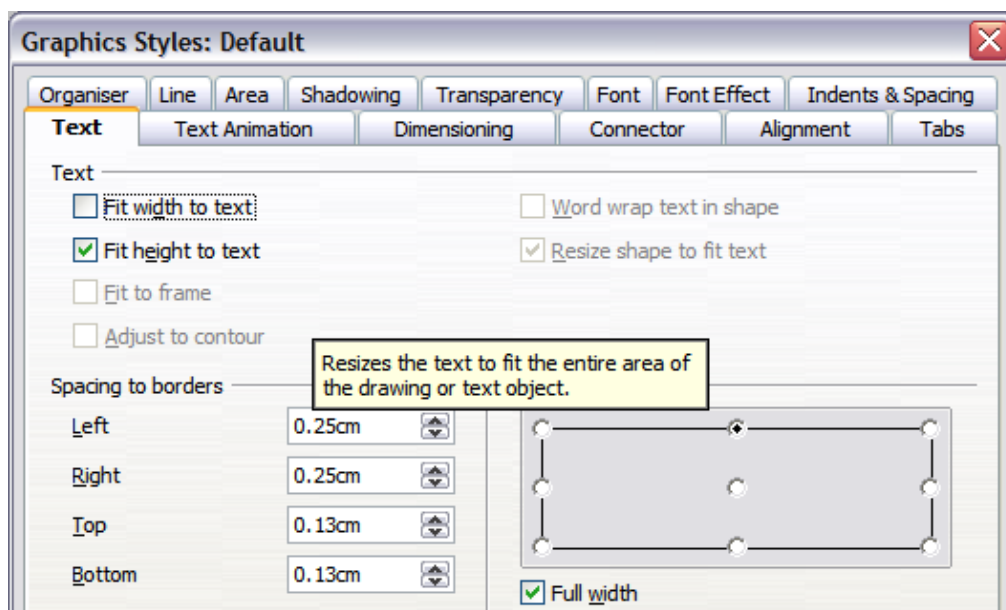 Graphics Styles: Default
Organiser Line Area Shadowing Transparency Font Font Effect Indents & Spacing
Text Text Animation Dimensioning Connector Alignment Tabs
Text
Fit width to text Word wrap text in shape
Fit height to text Resize shape to fit text
Fit to frame
Adjust to contour
Resizes the text to fit the entire area of
the drawing or text object.
Spacing to borders
Left 0.25cm
Right 0.25cm
Top 0.13cm
Bottom 0.13cm
Full width